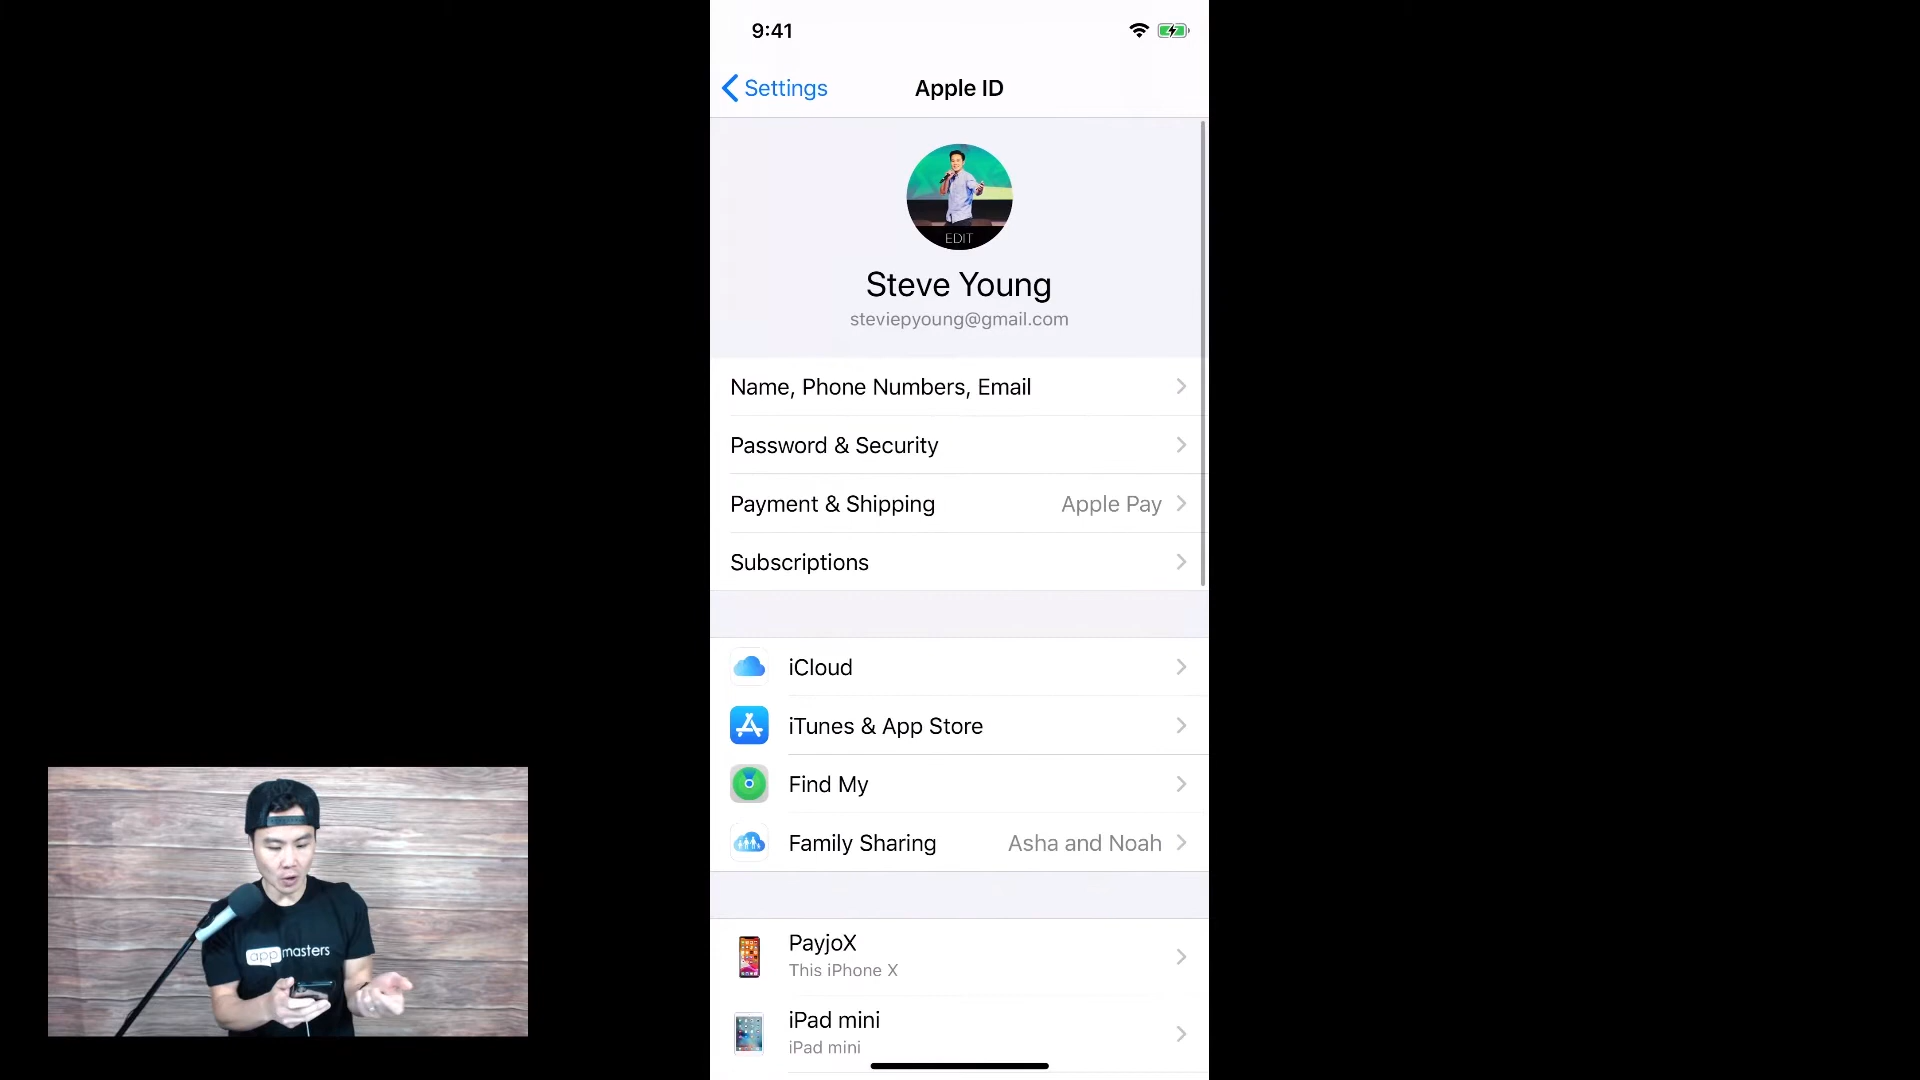 9:41
Settings
Apple ID
EDIT
Steve Young
steviepyoung@gmail.com
Name, Phone Numbers, Email
Password & Security
Payment & Shipping Apple Pay
Subscriptions
iCloud
iTunes & App Store
Find My
Family Sharing Asha and Noah
PayjoX
This iPhone X
iPad mini
iPad mini
app masters